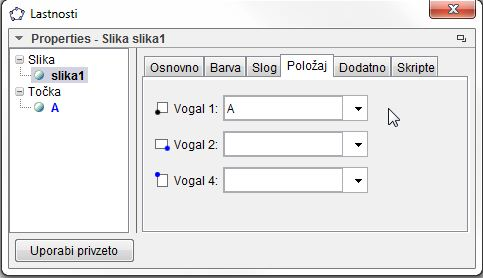 Lastnosti
Properties - Slika slika1
Slika
slika1
Točka
A
Osnovno Barva Slog Položaj Dodatno Skripte
Vogal 1: A
Vogal 2:
Vogal 4:
Uporabi privzeto